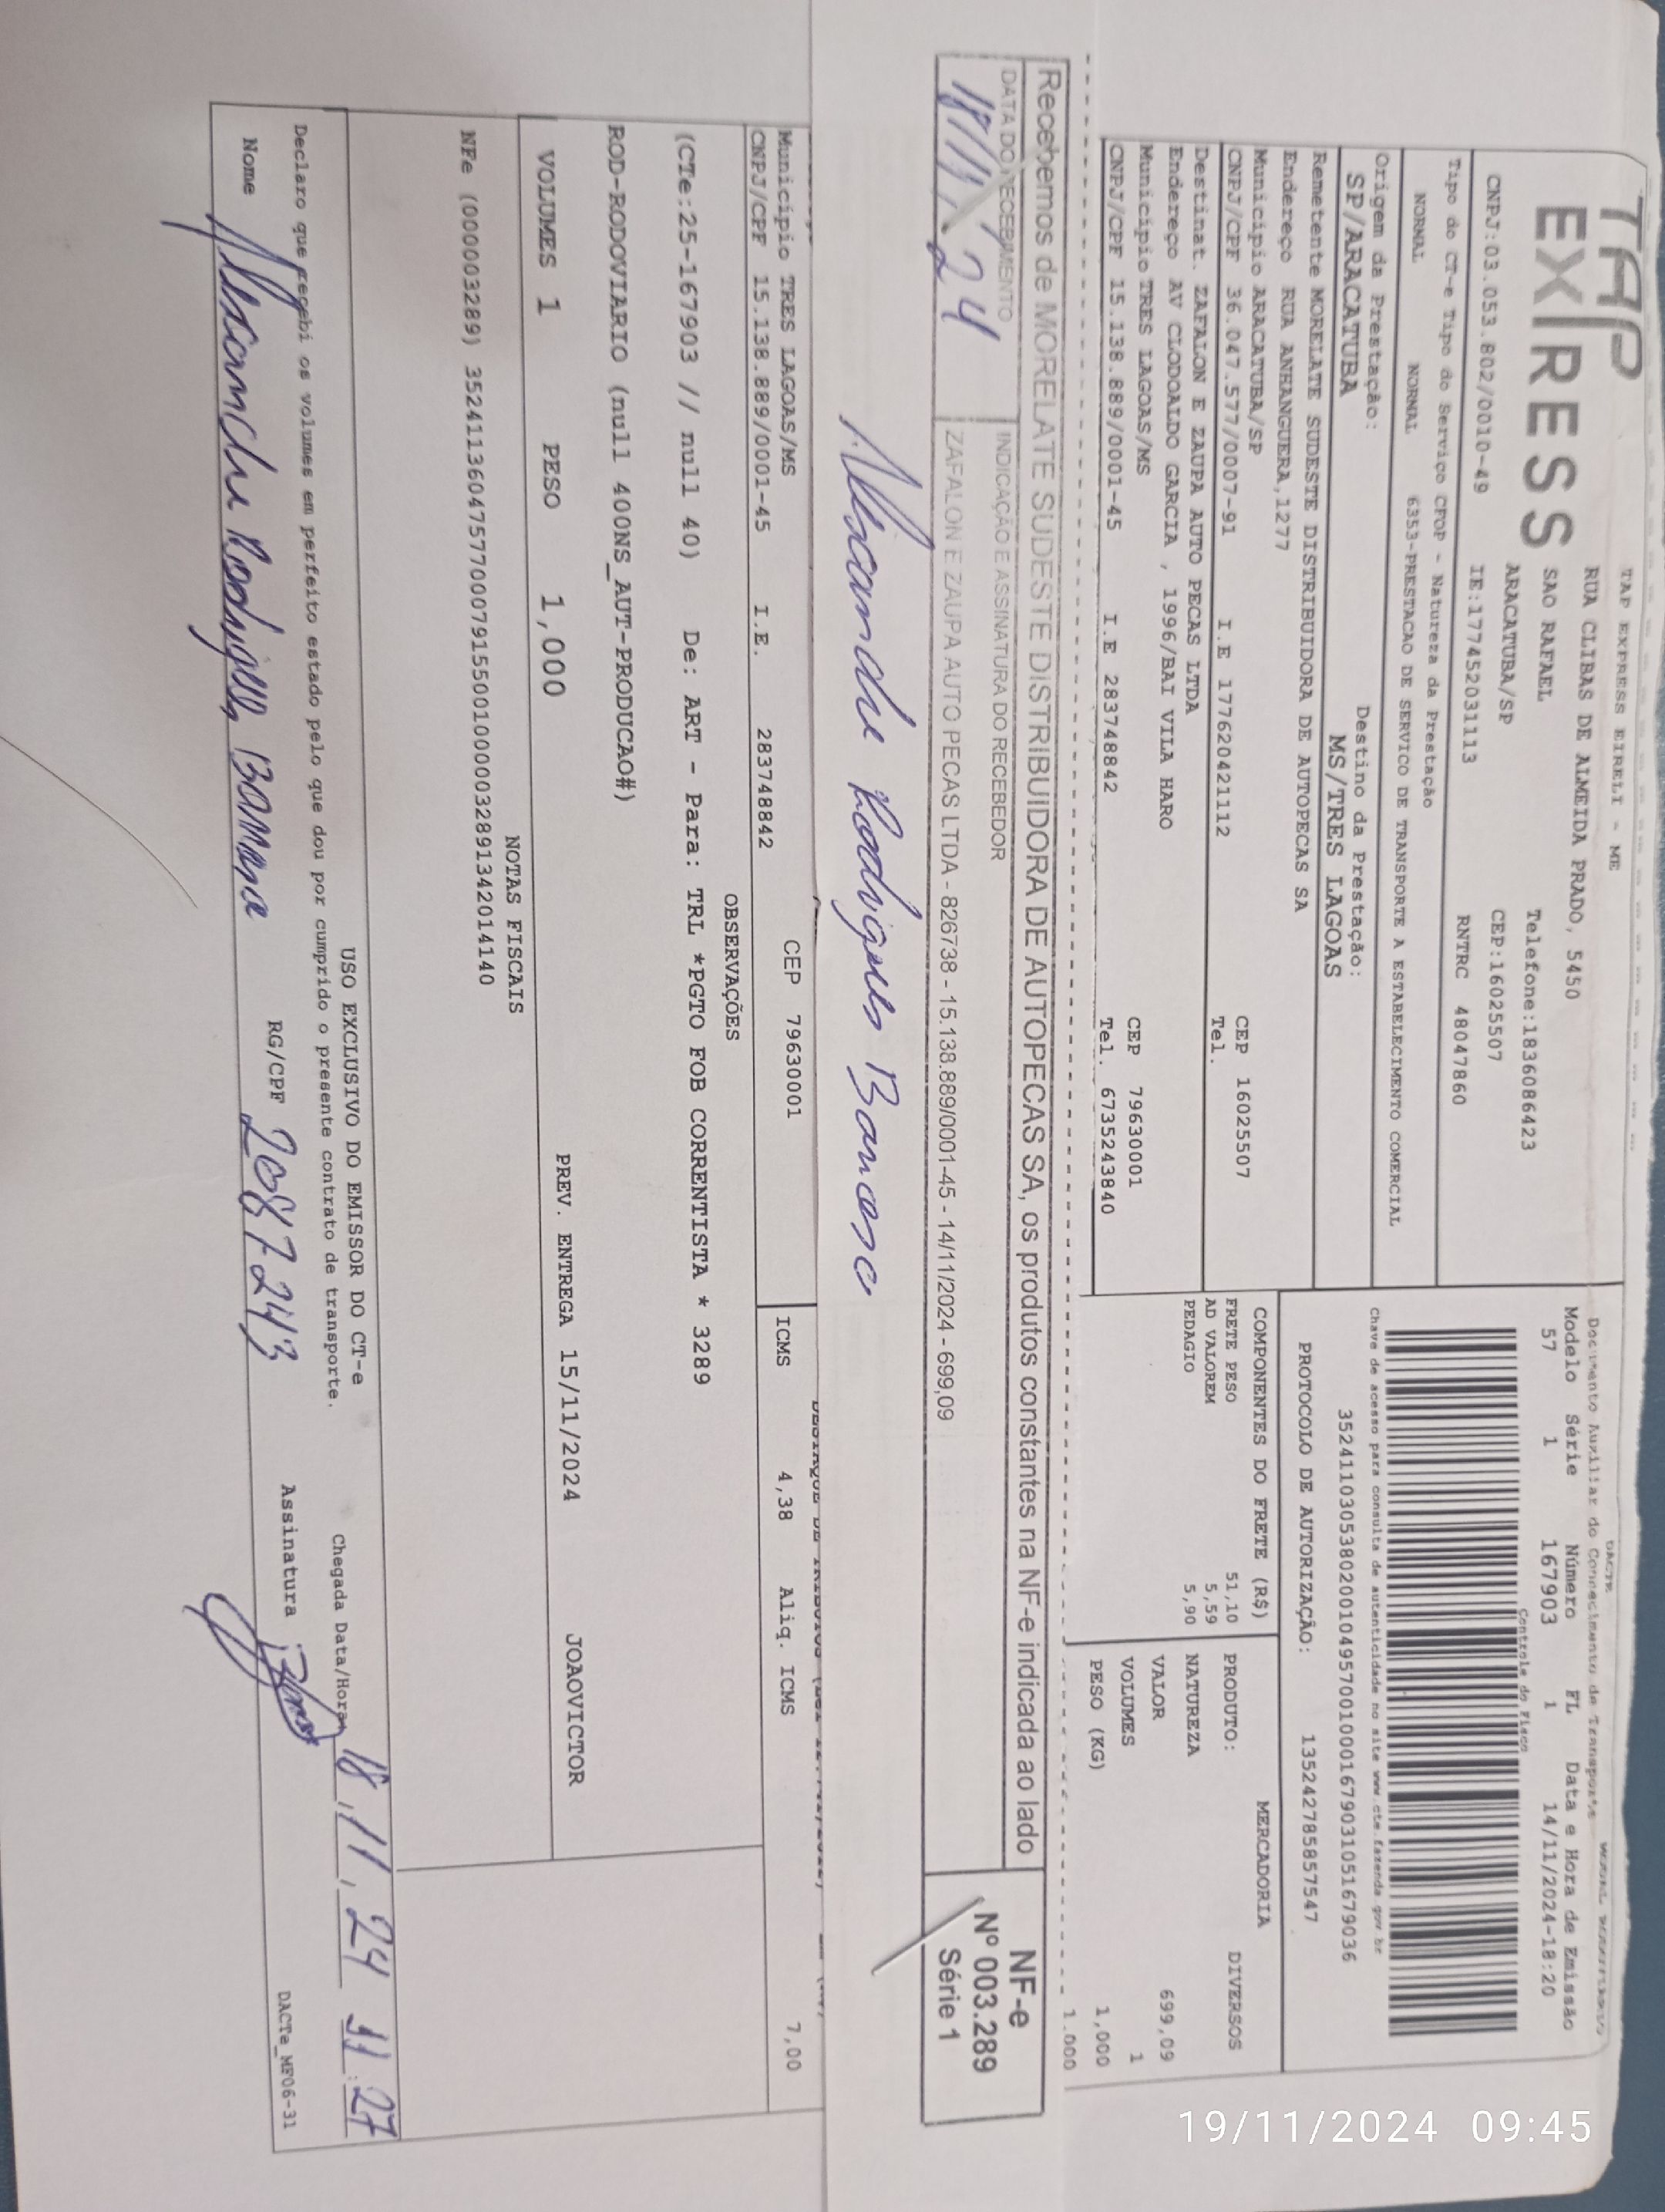 TAP
EXPRESS
TAP EXPRESS EIRELI - ME
RUA CLIBAS DE ALMEIDA PRADO, 5450
SAO RAFAEL
Telefone:1836086423
ARACATUBA/SP
CEP:16025507
CNPJ:03.053.802/0010-49
IE:177452031113
RNTRC 48047860
Tipo do CT-e Tipo do Serviço CFOP - Natureza da Prestação
NORMAL NORMAL 6353-PRESTACAO DE SERVICO DE TRANSPORTE A ESTABELECIMENTO COMERCIAL
Origem da Prestação: Destino da Prestação:
SP/ARACATUBA MS/TRES LAGOAS
Remetente MORELATE SUDESTE DISTRIBUIDORA DE AUTOPECAS SA
Endereço RUA ANHANGUERA,1277
Municipio ARACATUBA/SP CEP 16025507
CNPJ/CPF 36.047.577/0007-91 I.E 177620421112 Tel.
Destinat. ZAFALON E ZAUPA AUTO PECAS LTDA
Endereço AV CLODOALDO GARCIA , 1996/BAI VILA HARO
Municipio TRES LAGOAS/MS CEP 79630001
CNPJ/CPF 15.138.889/0001-45 I.E 283748842 Tel. 6735243840
DACTE
Documento Auxiliar do Conhecimento de Transporte
Modelo Série Número FL Data e Hora de Emissão
57 1 167903 1 14/11/2024-18:20
Controle do Fisco
Chave de acesso para consulta de autenticidade no site www.cte.fazenda.gov.br
35241103053802001049570010001679031051679036
PROTOCOLO DE AUTORIZAÇÃO: 135242785857547
COMPONENTES DO FRETE (R$)
FRETE PESO 51,10
AD VALOREM 5,59
PEDAGIO 5,90
MERCADORIA
PRODUTO: DIVERSOS
NATUREZA
VALOR 699,09
VOLUMES 1
PESO (KG) 1,000
1.000
Recebemos de MORELATE SUDESTE DISTRIBUIDORA DE AUTOPECAS SA, os produtos constantes na NF-e indicada ao lado
DATA DO RECEBIMENTO
INDICAÇÃO E ASSINATURA DO RECEBEDOR
18/11/24
ZAFALON E ZAUPA AUTO PECAS LTDA - 826738 - 15.138.889/0001-45 - 14/11/2024 - 699,09
NF-e
Nº 003.289
Série 1
Rodrigues
Municipio TRES LAGOAS/MS CEP 79630001
CNPJ/CPF 15.138.889/0001-45 I.E. 283748842
ICMS 4,38 Aliq. ICMS 7,00
OBSERVAÇÕES
(CTe:25-167903 // null 40) De: ART - Para: TRL *PGTO FOB CORRENTISTA * 3289
ROD-RODOVIARIO (null 400NS_AUT-PRODUCAO#)
VOLUMES 1 PESO 1,000 PREV. ENTREGA 15/11/2024 JOAOVICTOR
NOTAS FISCAIS
NFe (000003289) 35241136047577000791550010000032891342014140
USO EXCLUSIVO DO EMISSOR DO CT-e
Declaro que recebi os volumes em perfeito estado pelo que dou por cumprido o presente contrato de transporte.
Chegada Data/Hora: 18/11/24 11:27
Nome Rodrigues RG/CPF 2087243 Assinatura
DACTe_MF06-31
19/11/2024 09:45